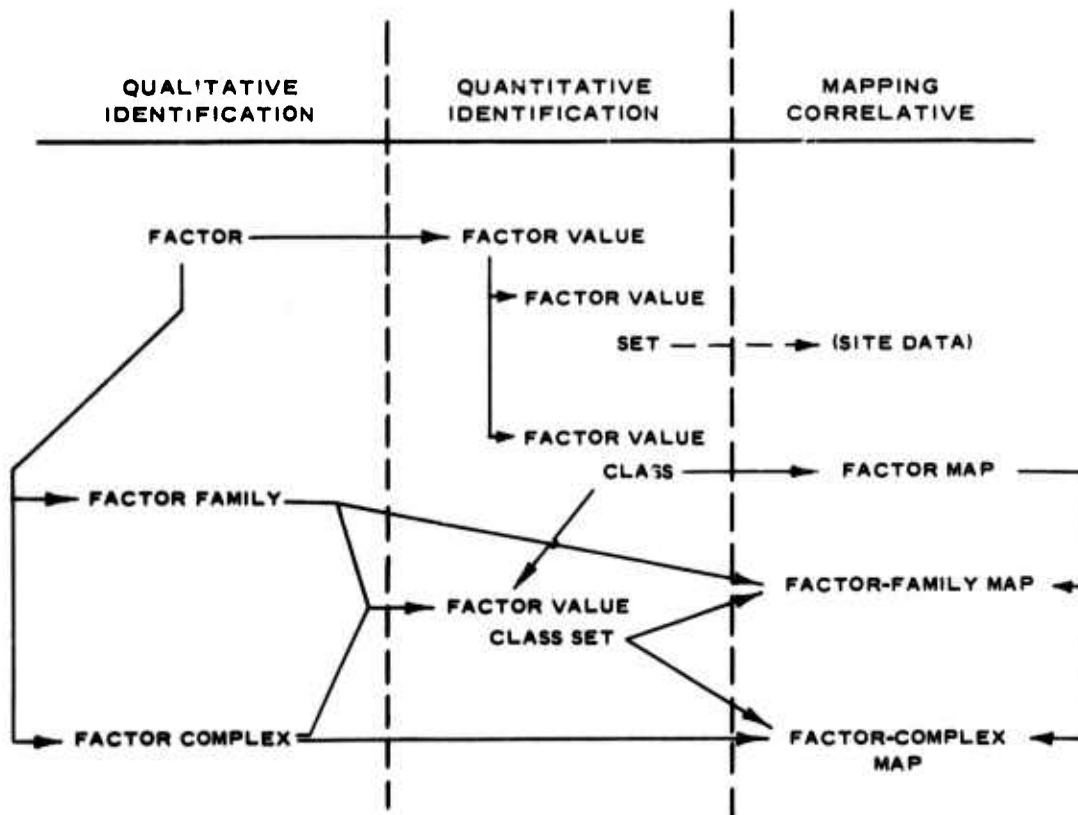 QUALITATIVE
IDENTIFICATION
QUANTITATIVE
IDENTIFICATION
MAPPING
CORRELATIVE
FACTOR
FACTOR VALUE
FACTOR VALUE
SET
(SITE DATA)
FACTOR VALUE
CLASS
FACTOR MAP
FACTOR FAMILY
FACTOR-FAMILY MAP
FACTOR VALUE
CLASS SET
FACTOR COMPLEX
FACTOR-COMPLEX
MAP